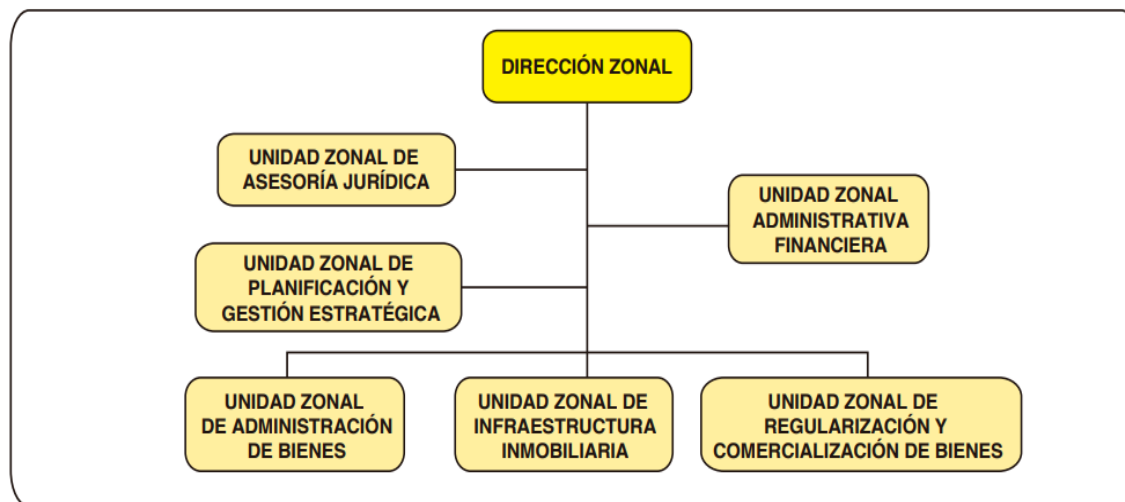 DIRECCIÓN ZONAL
UNIDAD ZONAL DE
ASESORÍA JURÍDICA
UNIDAD ZONAL
ADMINISTRATIVA
FINANCIERA
UNIDAD ZONAL DE
PLANIFICACIÓN Y
GESTIÓN ESTRATÉGICA
UNIDAD ZONAL
DE ADMINISTRACIÓN
DE BIENES
UNIDAD ZONAL DE
INFRAESTRUCTURA
INMOBILIARIA
UNIDAD ZONAL DE
REGULARIZACIÓN Y
COMERCIALIZACIÓN DE BIENES